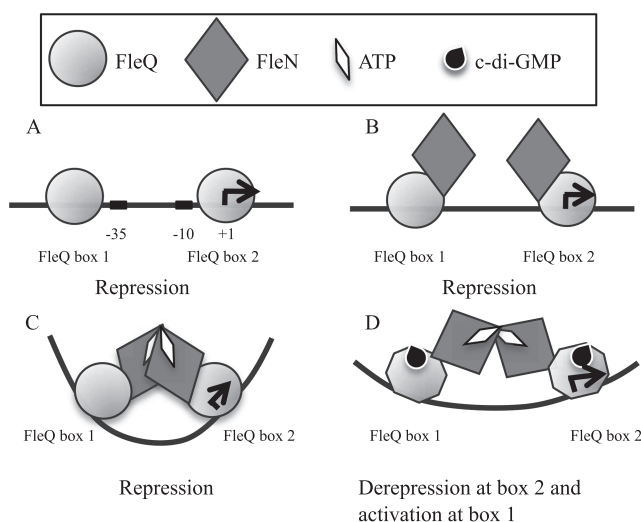 FleQ FleN ATP c-di-GMP
A
-35 -10 +1
FleQ box 1 FleQ box 2
Repression
B
FleQ box 1 FleQ box 2
Repression
C
FleQ box 1 FleQ box 2
Repression
D
FleQ box 1 FleQ box 2
Derepression at box 2 and
activation at box 1